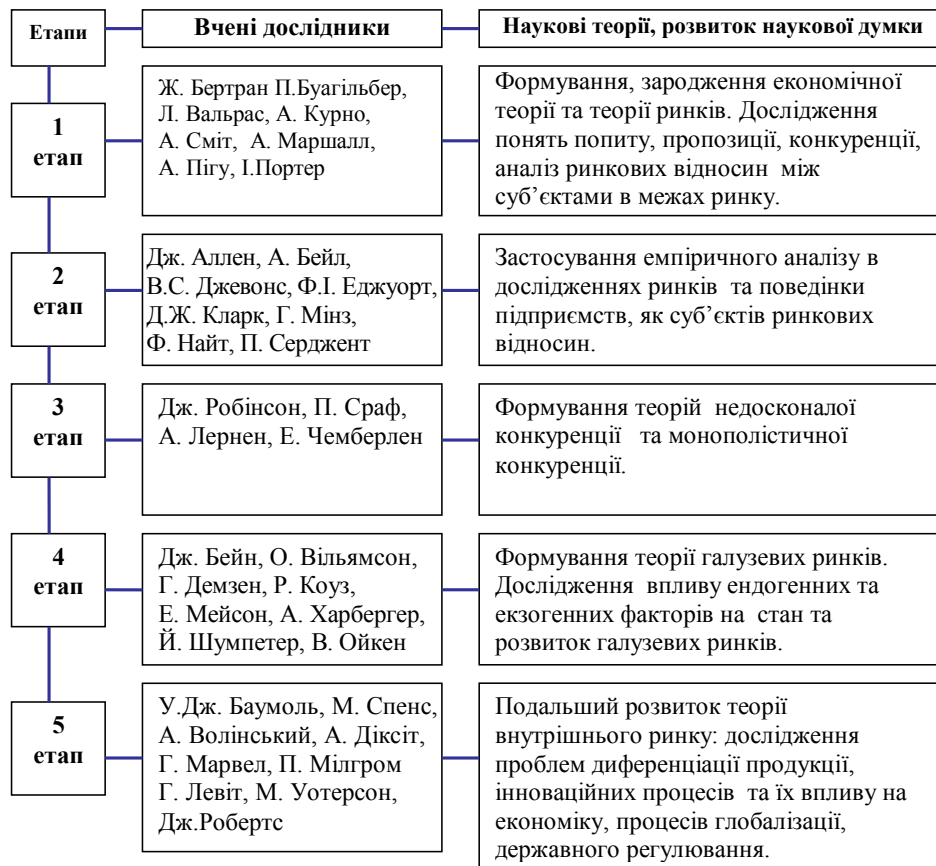 Етапи
Вчені дослідники
Наукові теорії, розвиток наукової думки
1
етап
Ж. Бертран П.Буагільбер,
Л. Вальрас, А. Курно,
А. Сміт, А. Маршалл,
А. Пігу, І.Портер
Формування, зародження економічної
теорії та теорії ринків. Дослідження
понять попиту, пропозиції, конкуренції,
аналіз ринкових відносин між
суб’єктами в межах ринку.
2
етап
Дж. Аллен, А. Бейл,
В.С. Джевонс, Ф.І. Еджуорт,
Д.Ж. Кларк, Г. Мінз,
Ф. Найт, П. Серджент
Застосування емпіричного аналізу в
дослідженнях ринків та поведінки
підприємств, як суб’єктів ринкових
відносин.
3
етап
Дж. Робінсон, П. Сраф,
А. Лернен, Е. Чемберлен
Формування теорій недосконалої
конкуренції та монополістичної
конкуренції.
4
етап
Дж. Бейн, О. Вільямсон,
Г. Демзен, Р. Коуз,
Е. Мейсон, А. Харбергер,
Й. Шумпетер, В. Ойкен
Формування теорії галузевих ринків.
Дослідження впливу ендогенних та
екзогенних факторів на стан та
розвиток галузевих ринків.
5
етап
У.Дж. Баумоль, М. Спенс,
А. Волінський, А. Діксіт,
Г. Марвел, П. Мілгром
Г. Левіт, М. Уотерсон,
Дж.Робертс
Подальший розвиток теорії
внутрішнього ринку: дослідження
проблем диференціації продукції,
інноваційних процесів та їх впливу на
економіку, процесів глобалізації,
державного регулювання.